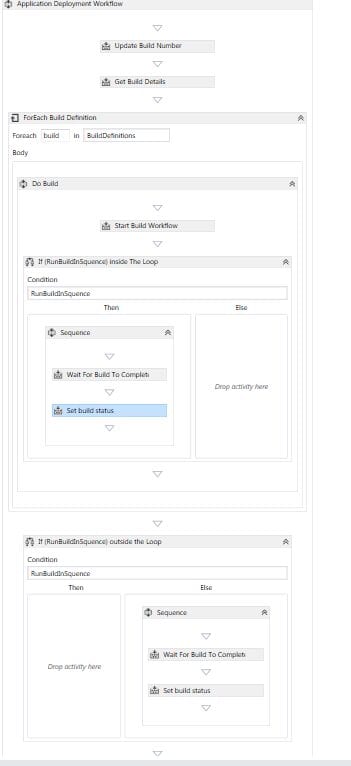 Application Deployment Workflow
Update Build Number
Get Build Details
ForEach Build Definition
Foreach build in BuildDefinitions
Body
Do Build
Start Build Workflow
If (RunBuildInSquence) inside The Loop
Condition
RunBuildInSquence
Then Else
Sequence
Wait For Build To Complet
Drop activity here
Set build status
If (RunBuildInSquence) outside the Loop
Condition
RunBuildInSquence
Then Else
Sequence
Wait For Build To Complet
Drop activity here
Set build status